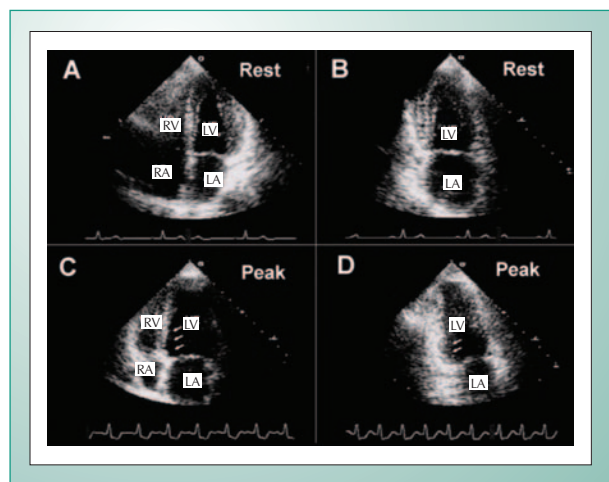 A Rest
RV LV
RA LA
B Rest
LV
LA
C Peak
RV LV
RA LA
D Peak
LV
LA